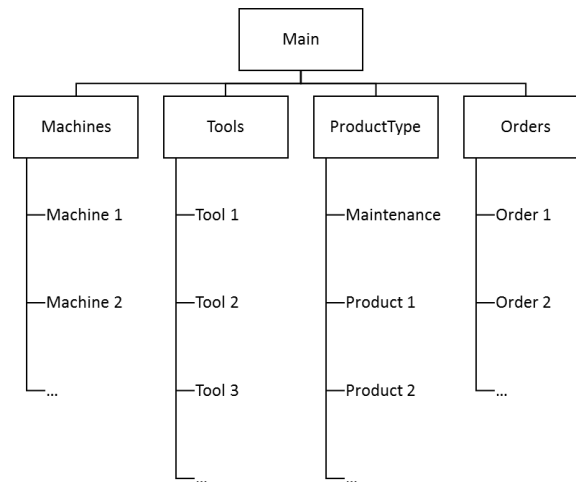 Main
Machines
Tools
ProductType
Orders
Machine 1
Tool 1
Maintenance
Order 1
Machine 2
Tool 2
Product 1
Order 2
...
Tool 3
Product 2
...
...
...